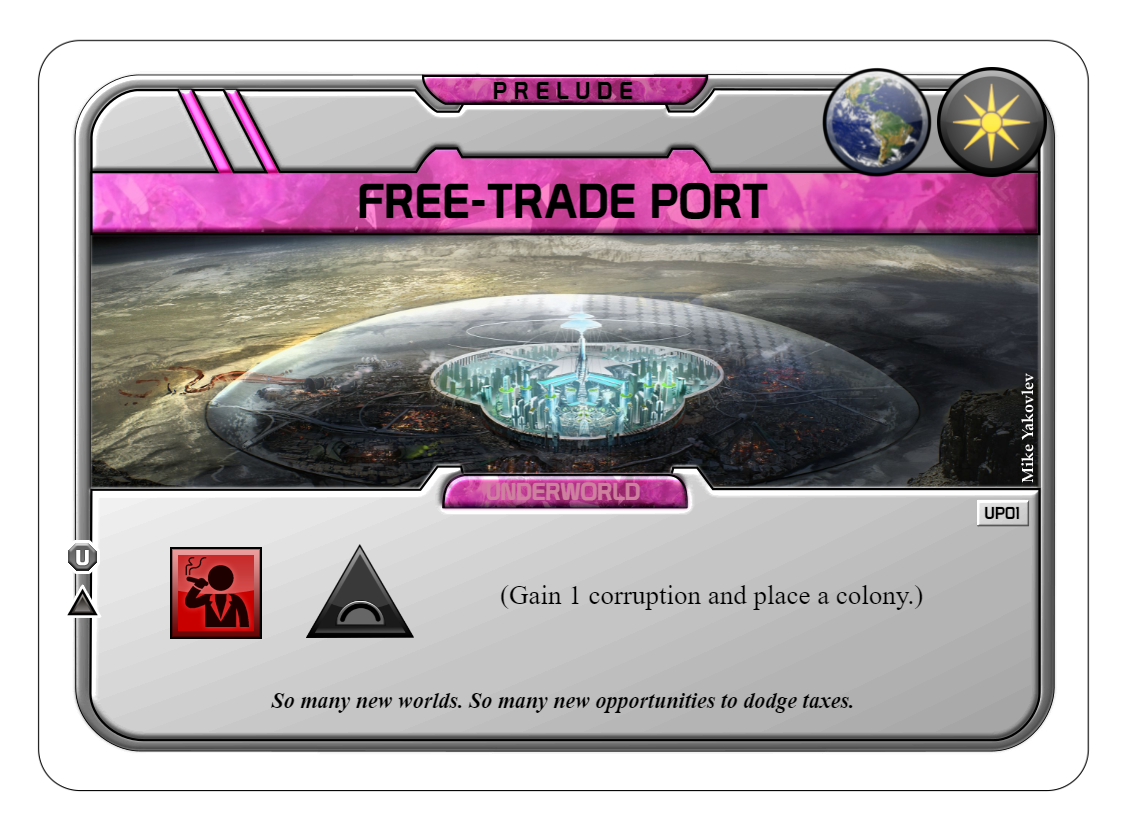 PRELUDE
FREE-TRADE PORT
Mike Yakovlev
UNDERWORLD
UP01
U
(Gain 1 corruption and place a colony.)
So many new worlds. So many new opportunities to dodge taxes.